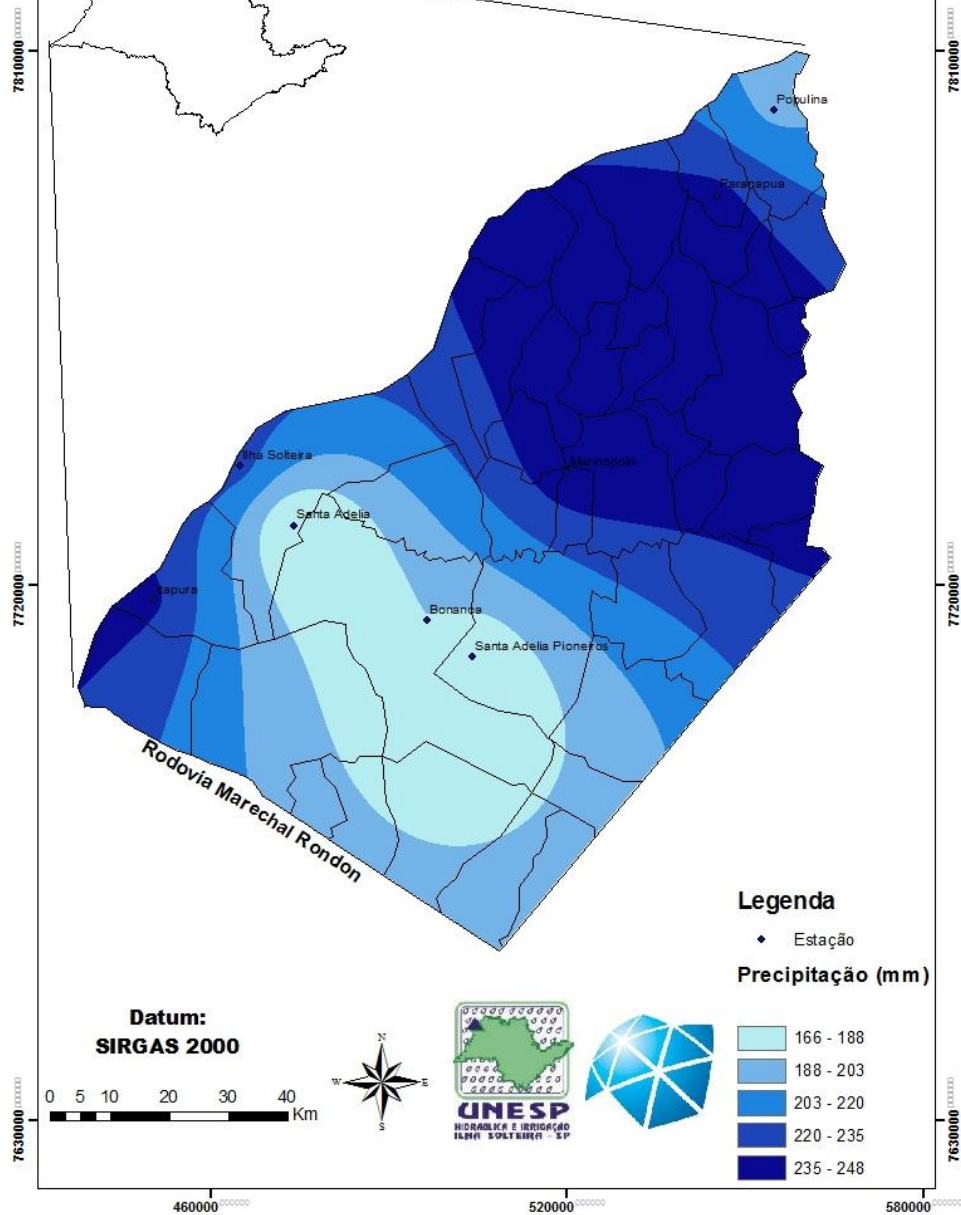 7810000
7810000
Populina
Paranapua
Ilha Solteira
Marinopolis
Santa Adelia
7720000
7720000
Itapura
Bonanca
Santa Adelia Pioneiros
Rodovia Marechal Rondon
Legenda
Estação
Precipitação (mm)
166 - 188
188 - 203
203 - 220
220 - 235
235 - 248
Datum:
SIRGAS 2000
0 5 10 20 30 40
Km
N
W E
S
UNESP
HIDRÁULICA E IRRIGAÇÃO
ILHA SOLTEIRA - SP
7630000
7630000
460000
520000
580000